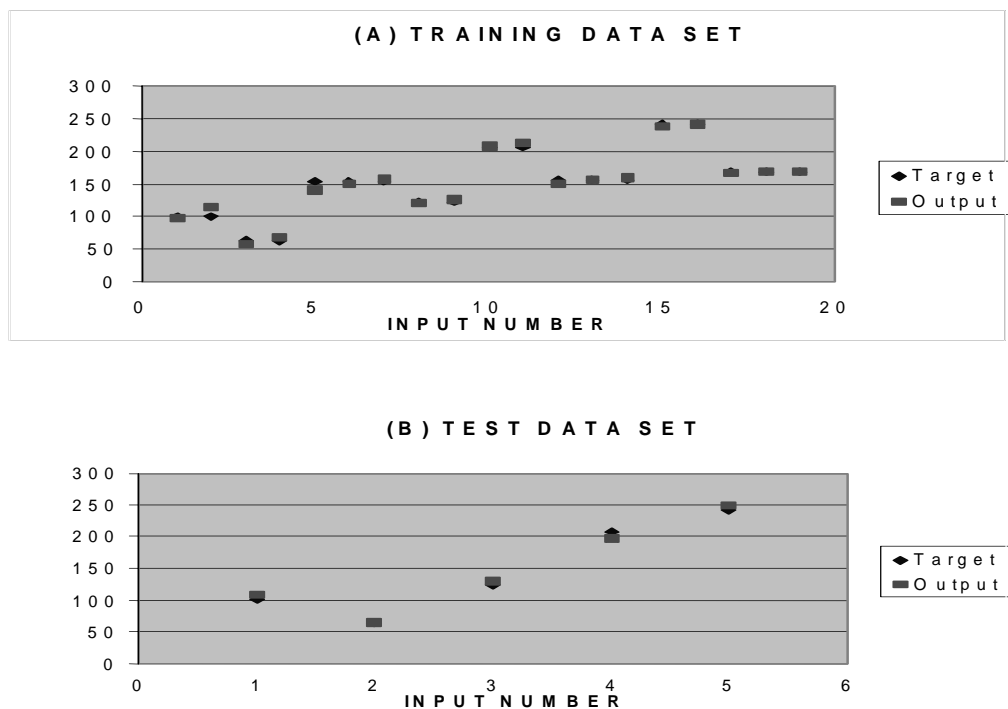 (A) TRAINING DATA SET
300
250
200
150
100
50
0
0 5 10 15 20
INPUT NUMBER
Target
Output
(B) TEST DATA SET
300
250
200
150
100
50
0
0 1 2 3 4 5 6
INPUT NUMBER
Target
Output